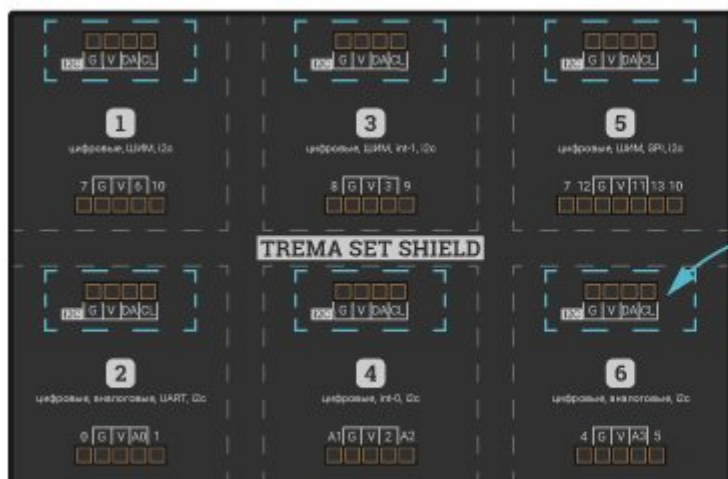 I2C G V DA CL
I2C G V DA CL
I2C G V DA CL
1
3
5
цифровые, ШИМ, i2c
цифровые, ШИМ, int-1, i2c
цифровые, ШИМ, SPI, i2c
7 G V 6 10
8 G V 3 9
7 12 G V 11 13 10
TREMA SET SHIELD
I2C G V DA CL
I2C G V DA CL
I2C G V DA CL
2
4
6
цифровые, аналоговые, UART, i2c
цифровые, int-0, i2c
цифровые, аналоговые, i2c
0 G V A0 1
A1 G V 2 A2
4 G V A3 5